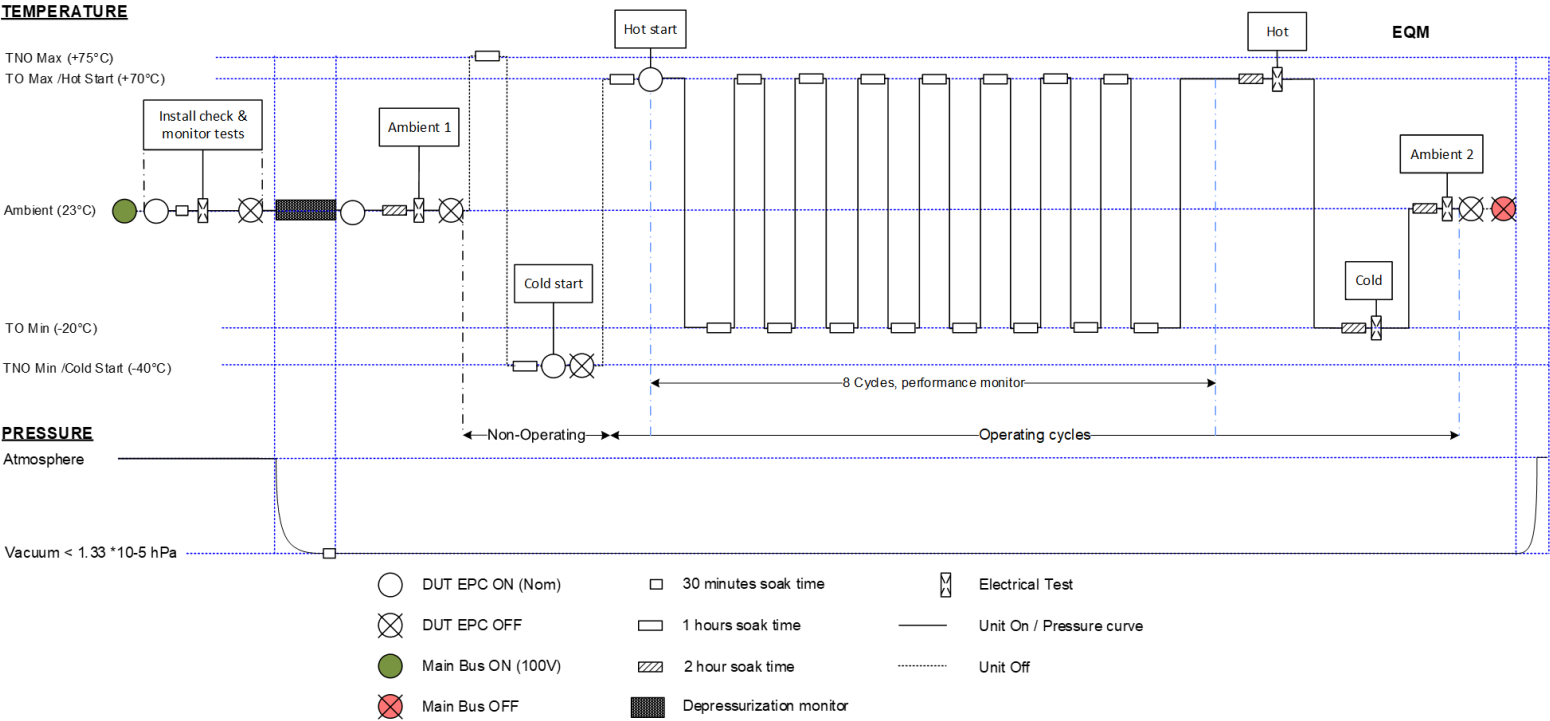 TEMPERATURE
Hot start
Hot
EQM
TNO Max (+75°C)
TO Max /Hot Start (+70°C)
Install check &
monitor tests
Ambient 1
Ambient 2
Ambient (23°C)
Cold start
Cold
TO Min (-20°C)
TNO Min /Cold Start (-40°C)
8 Cycles, performance monitor
PRESSURE
Non-Operating
Operating cycles
Atmosphere
Vacuum < 1.33 *10-5 hPa
DUT EPC ON (Nom)
30 minutes soak time
Electrical Test
DUT EPC OFF
1 hours soak time
Unit On / Pressure curve
Main Bus ON (100V)
2 hour soak time
Unit Off
Main Bus OFF
Depressurization monitor